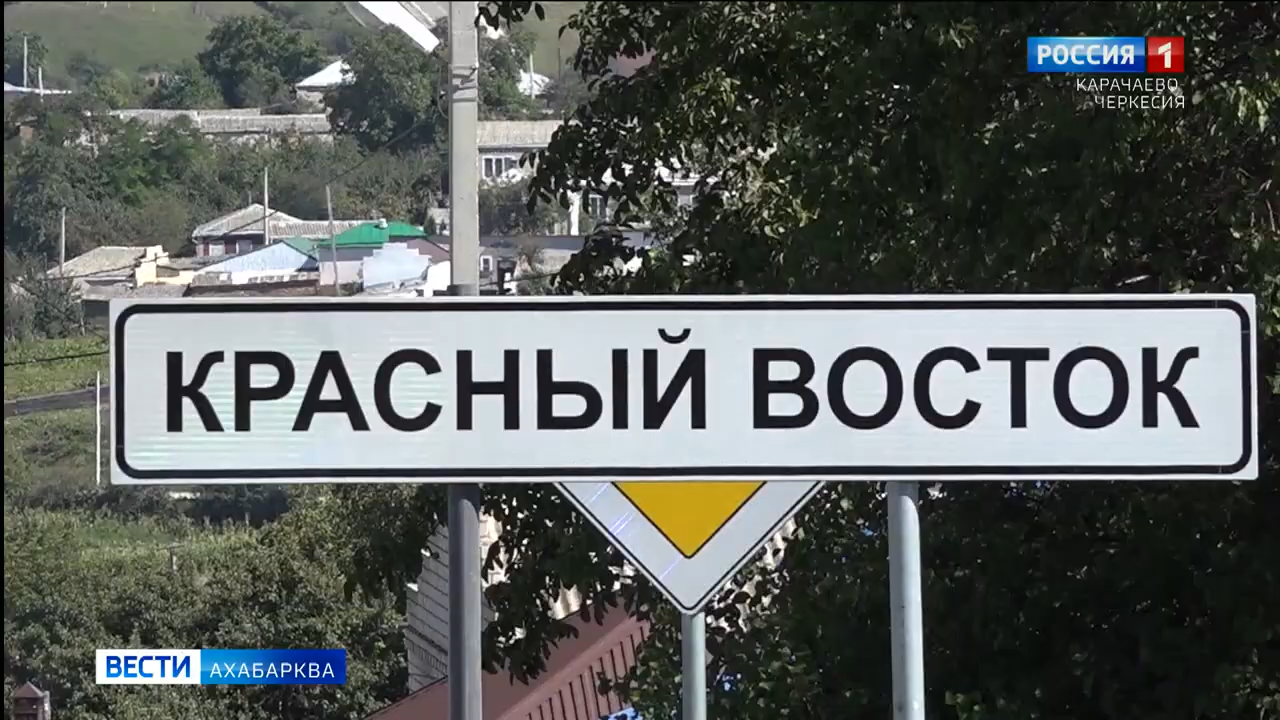 РОССИЯ 1
КАРАЧАЕВО
ЧЕРКЕСИЯ
КРАСНЫЙ ВОСТОК
ВЕСТИ АХАБАРКВА